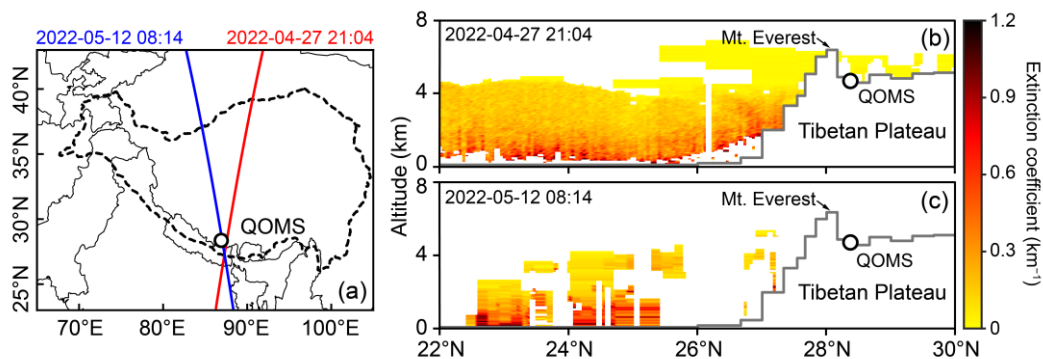 2022-05-12 08:14
2022-04-27 21:04
40°N
35°N
30°N
25°N
QOMS
(a)
70°E
80°E
90°E
100°E
Altitude (km)
8
4
0
2022-04-27 21:04
Mt. Everest
(b)
QOMS
Tibetan Plateau
8
4
0
2022-05-12 08:14
Mt. Everest
(c)
QOMS
Tibetan Plateau
22°N
24°N
26°N
28°N
30°N
1.2
0.9
0.6
0.3
0
Extinction coefficient (km⁻¹)